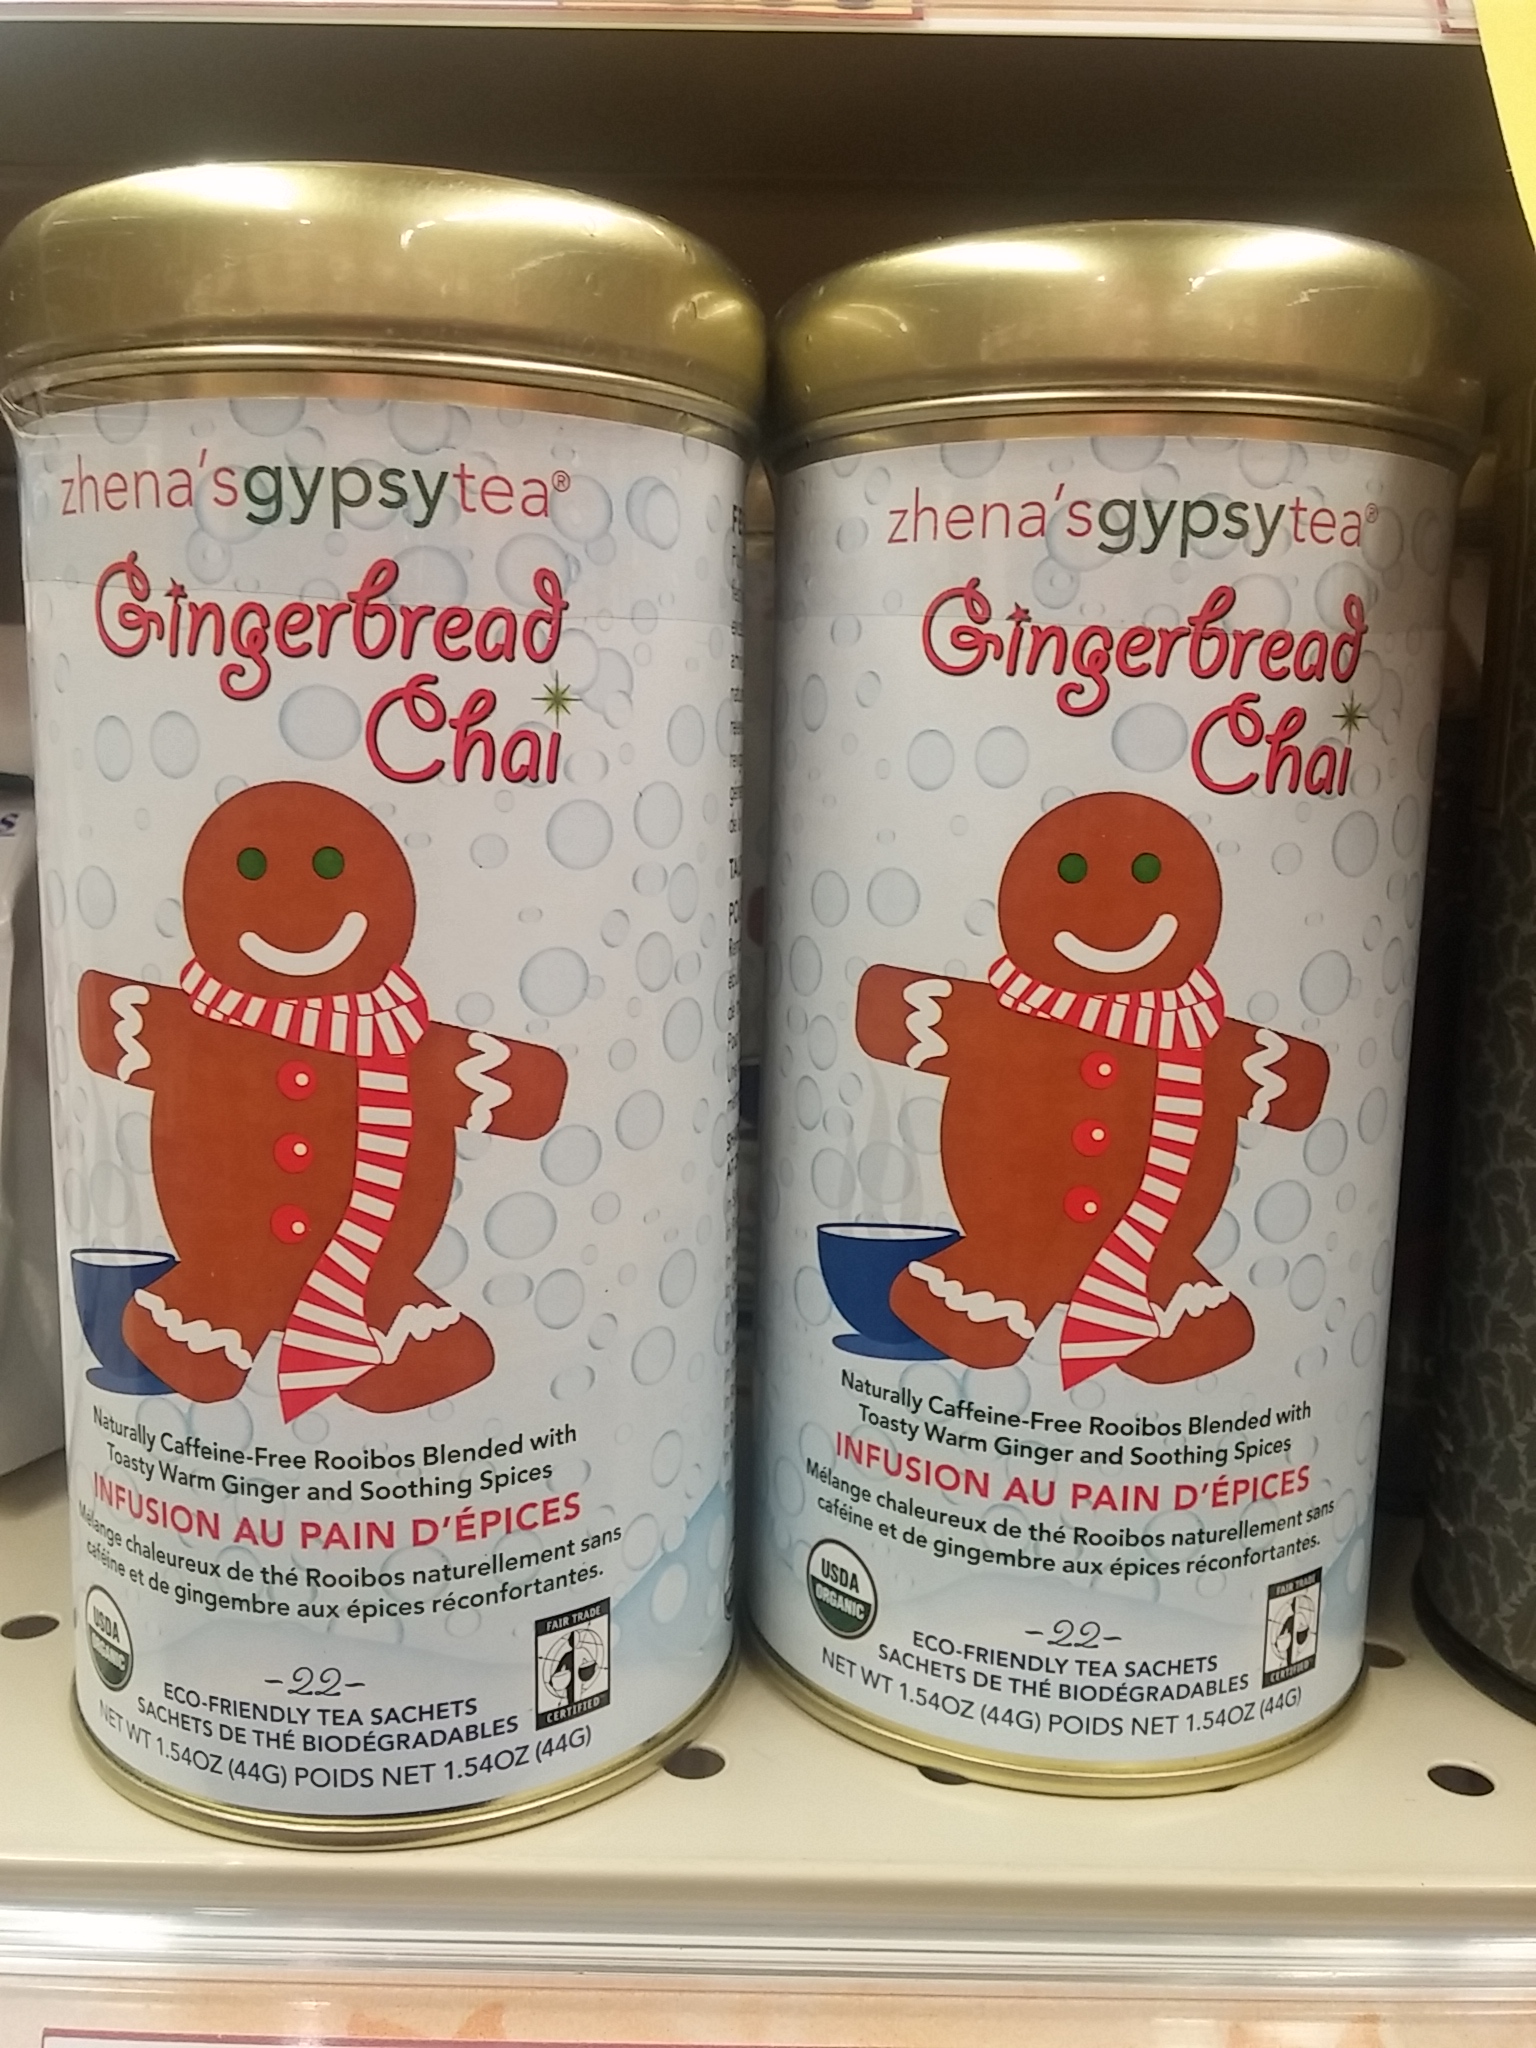 zhena'sgypsytea®
Gingerbread
Chai
Naturally Caffeine-Free Rooibos Blended with
Toasty Warm Ginger and Soothing Spices
INFUSION AU PAIN D'ÉPICES
Mélange chaleureux de thé Rooibos naturellement sans
caféine et de gingembre aux épices réconfortantes.
USDA
ORGANIC
FAIR TRADE
CERTIFIED
-22-
ECO-FRIENDLY TEA SACHETS
SACHETS DE THÉ BIODÉGRADABLES
NET WT 1.54OZ (44G) POIDS NET 1.54OZ (44G)
zhena'sgypsytea®
Gingerbread
Chai
Naturally Caffeine-Free Rooibos Blended with
Toasty Warm Ginger and Soothing Spices
INFUSION AU PAIN D'ÉPICES
Mélange chaleureux de thé Rooibos naturellement sans
caféine et de gingembre aux épices réconfortantes.
USDA
ORGANIC
FAIR TRADE
CERTIFIED
-22-
ECO-FRIENDLY TEA SACHETS
SACHETS DE THÉ BIODÉGRADABLES
NET WT 1.54OZ (44G) POIDS NET 1.54OZ (44G)